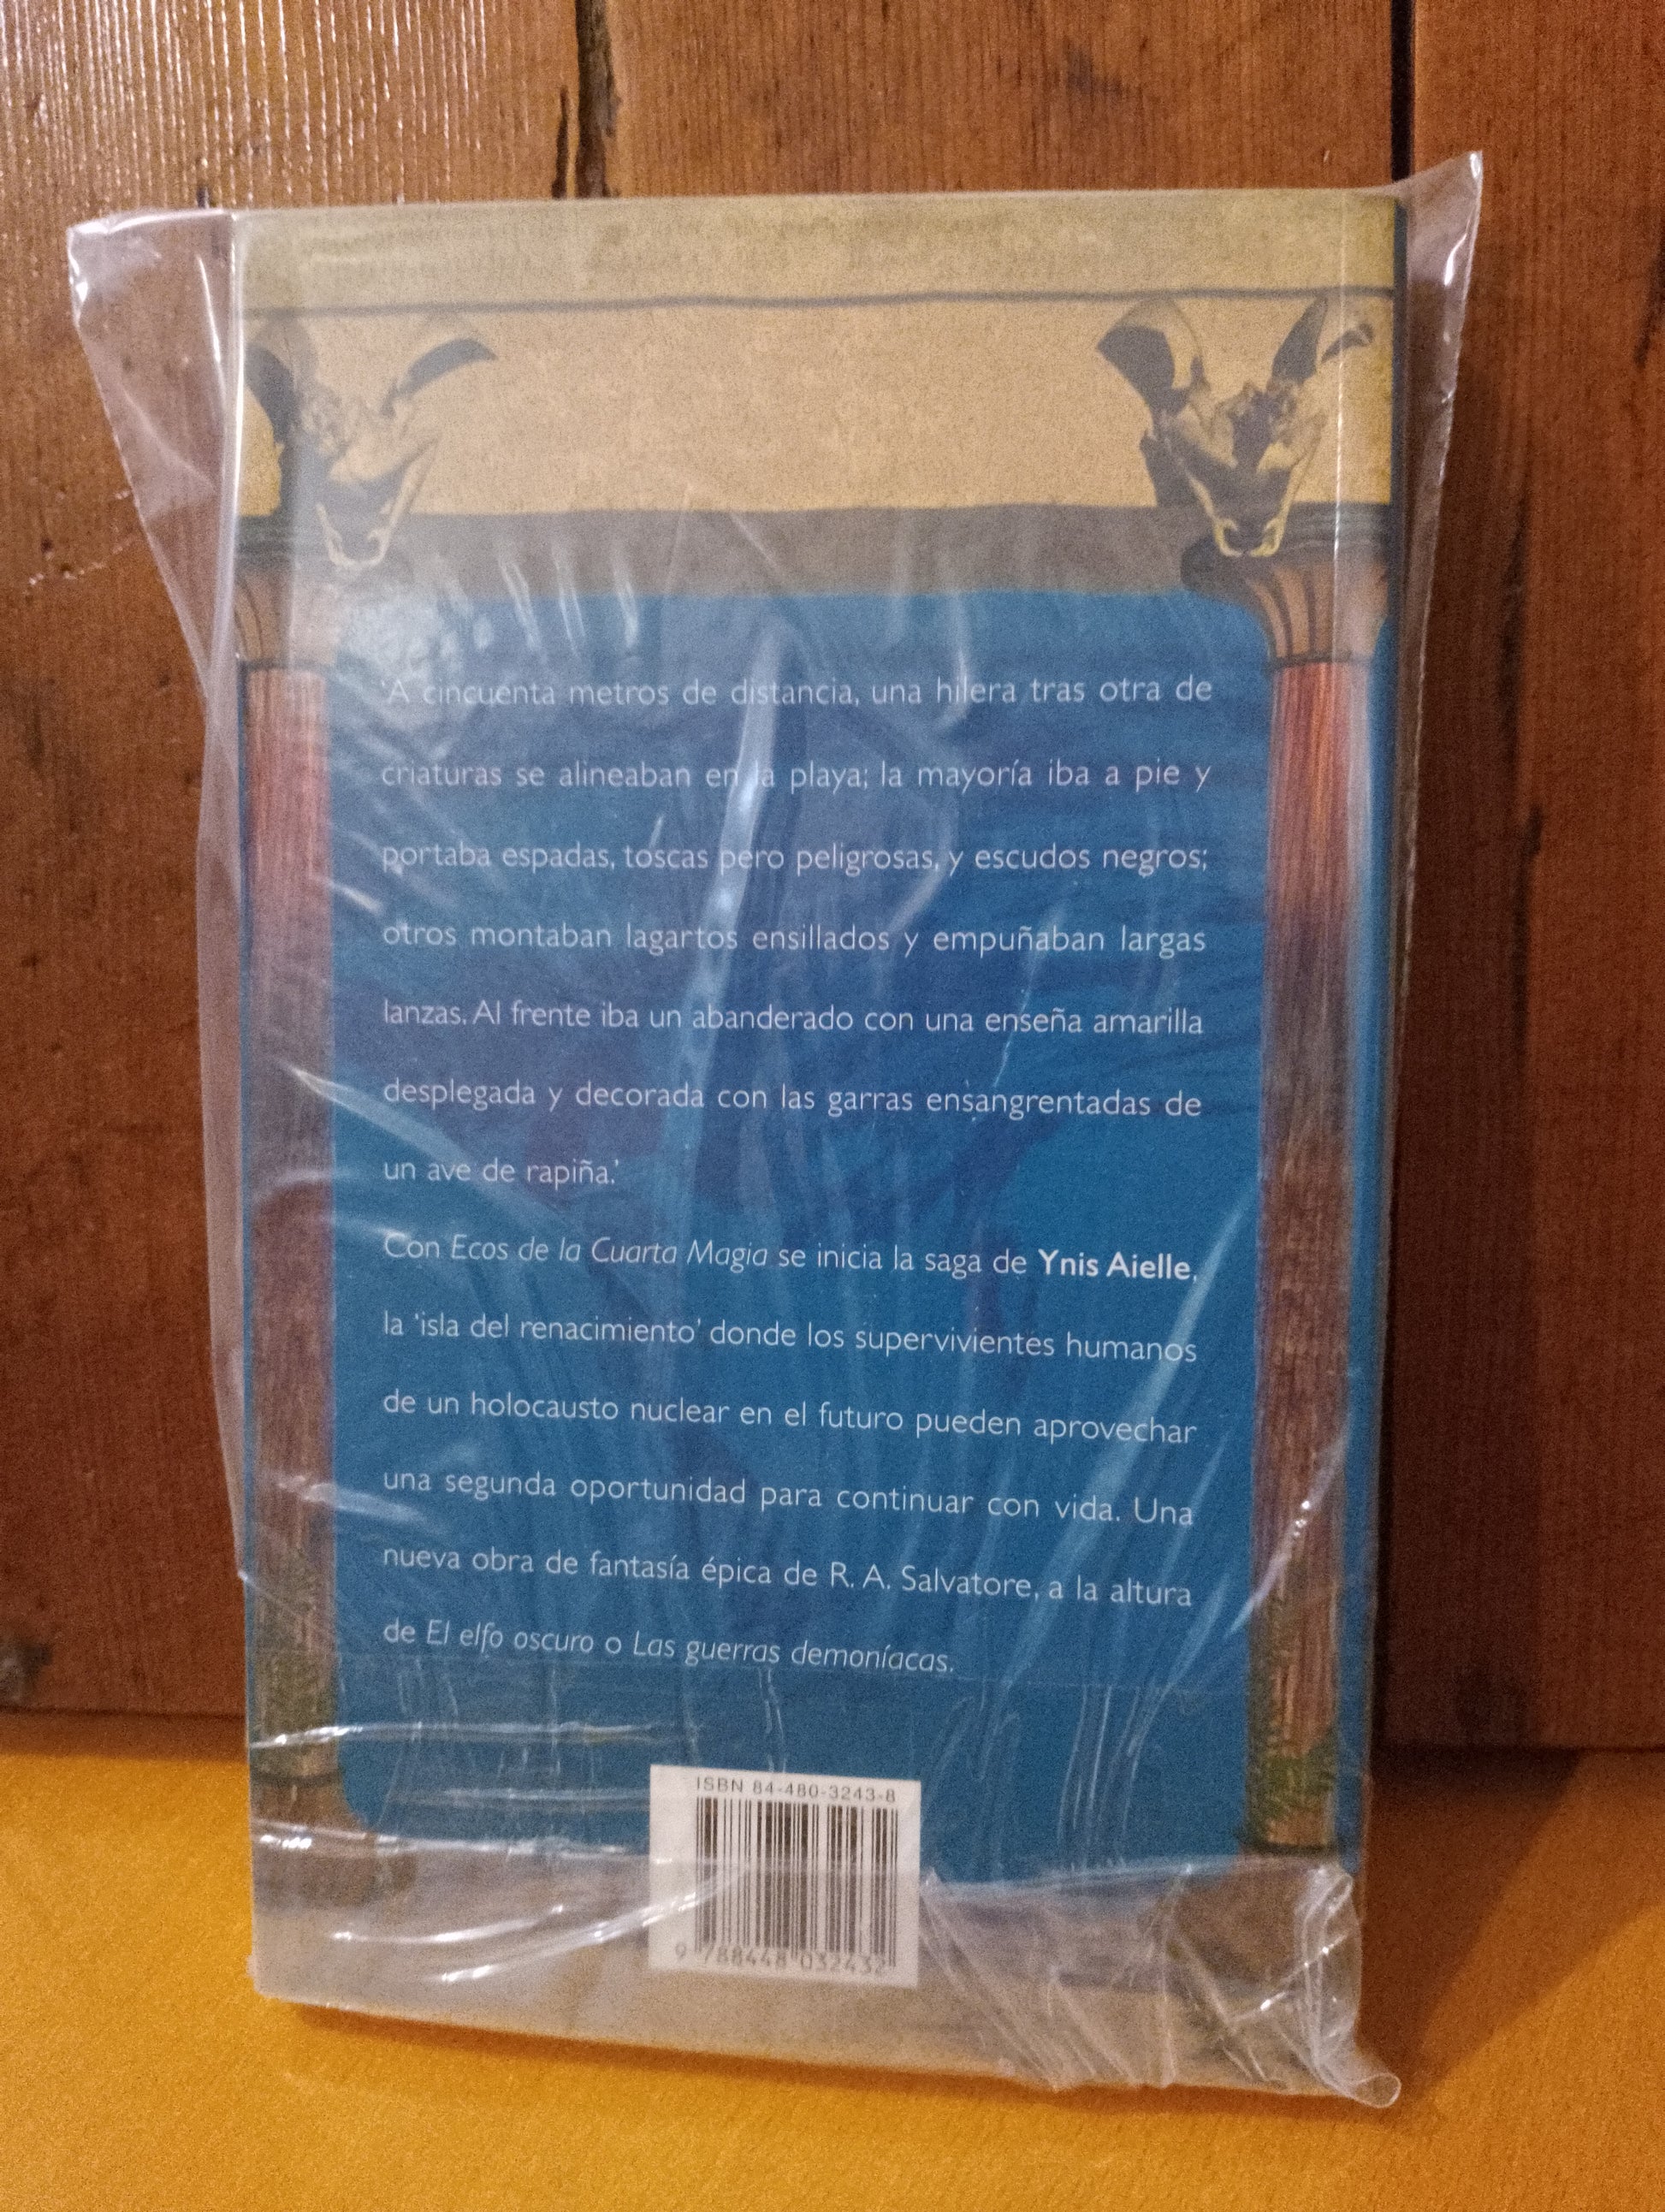 'A cincuenta metros de distancia, una hilera tras otra de
criaturas se alineaban en la playa; la mayoría iba a pie y
portaba espadas, toscas pero peligrosas, y escudos negros;
otros montaban lagartos ensillados y empuñaban largas
lanzas. Al frente iba un abanderado con una enseña amarilla
desplegada y decorada con las garras ensangrentadas de
un ave de rapiña.'
Con Ecos de la Cuarta Magia se inicia la saga de Ynis Aielle,
la 'isla del renacimiento' donde los supervivientes humanos
de un holocausto nuclear en el futuro pueden aprovechar
una segunda oportunidad para continuar con vida. Una
nueva obra de fantasía épica de R. A. Salvatore, a la altura
de El elfo oscuro o Las guerras demoníacas.
ISBN 84-480-3243-8
9 788448 032432